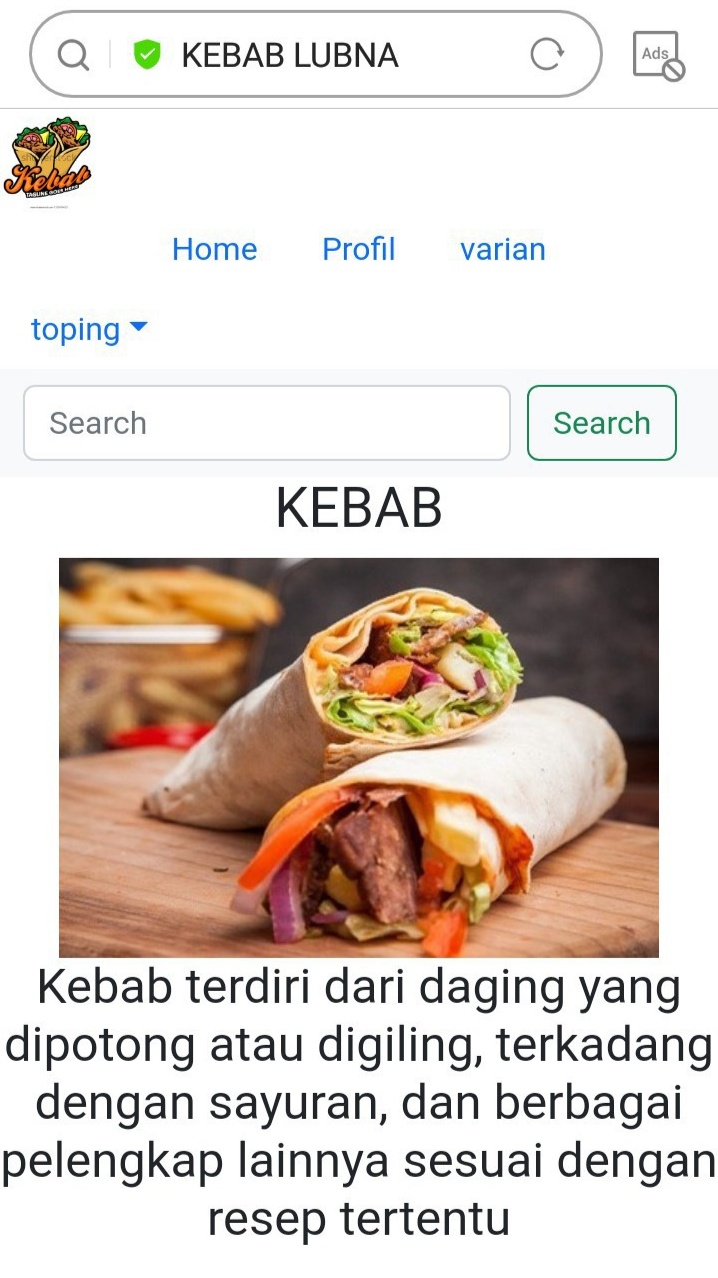 KEBAB LUBNA
Ads
Kebab
TAGLINE GOES HERE
Home Profil varian
toping
Search Search
KEBAB
Kebab terdiri dari daging yang
dipotong atau digiling, terkadang
dengan sayuran, dan berbagai
pelengkap lainnya sesuai dengan
resep tertentu